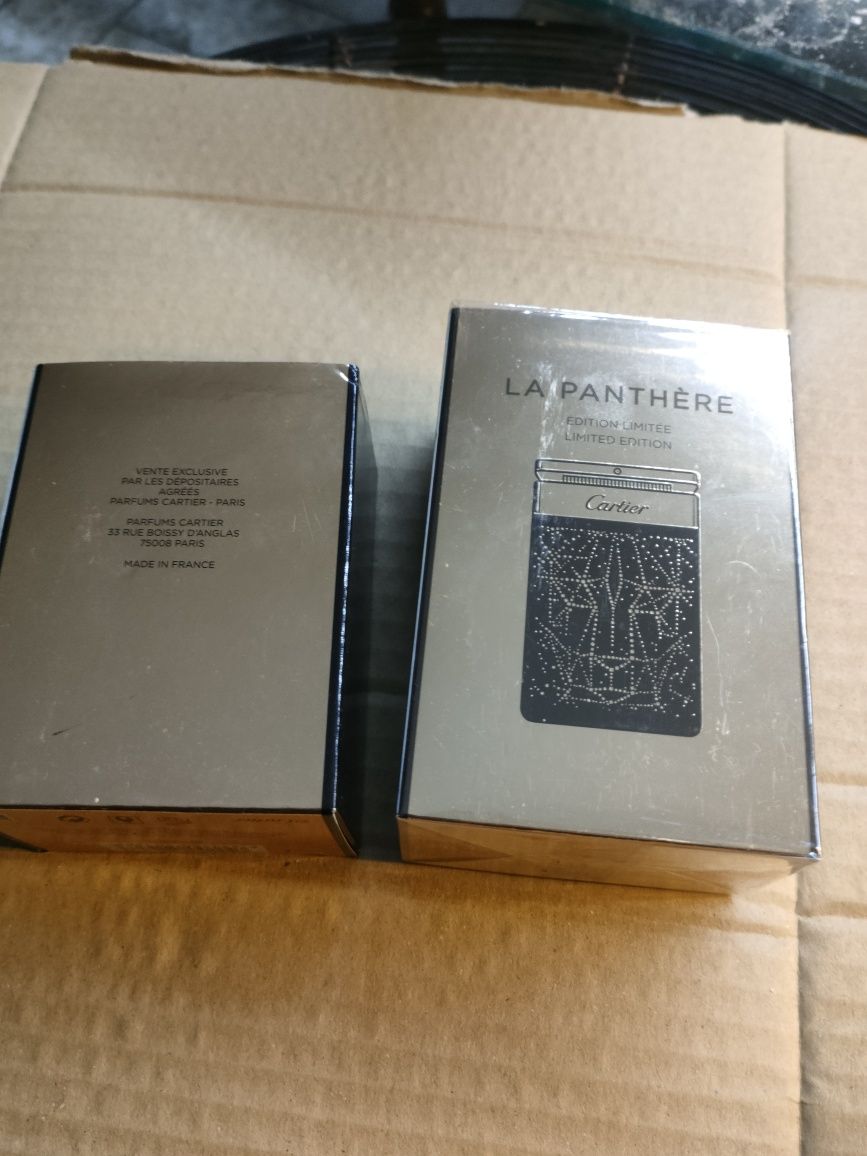 VENTE EXCLUSIVE
PAR LES DÉPOSITAIRES
AGRÉÉS
PARFUMS CARTIER - PARIS
PARFUMS CARTIER
33 RUE BOISSY D'ANGLAS
75008 PARIS
MADE IN FRANCE
LA PANTHÈRE
EDITION LIMITÉE
LIMITED EDITION
Cartier